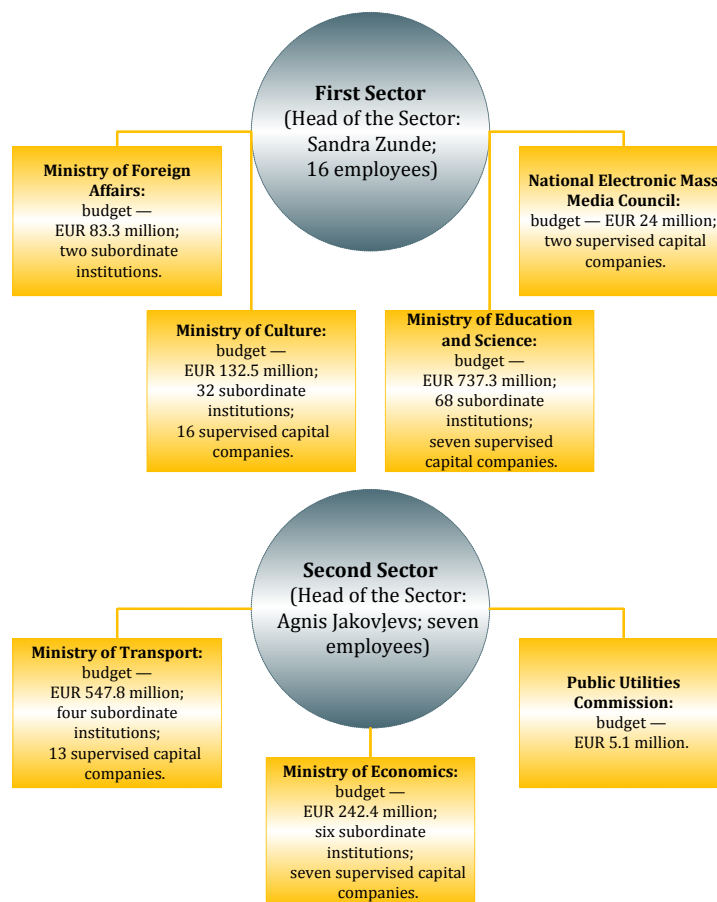 First Sector
(Head of the Sector:
Sandra Zunde;
16 employees)
Ministry of Foreign
Affairs:
budget —
EUR 83.3 million;
two subordinate
institutions.
National Electronic Mass
Media Council:
budget — EUR 24 million;
two supervised capital
companies.
Ministry of Culture:
budget —
EUR 132.5 million;
32 subordinate
institutions;
16 supervised capital
companies.
Ministry of Education
and Science:
budget —
EUR 737.3 million;
68 subordinate
institutions;
seven supervised
capital companies.
Second Sector
(Head of the Sector:
Agnis Jakovļevs; seven
employees)
Ministry of Transport:
budget —
EUR 547.8 million;
four subordinate
institutions;
13 supervised capital
companies.
Public Utilities
Commission:
budget —
EUR 5.1 million.
Ministry of Economics:
budget —
EUR 242.4 million;
six subordinate
institutions;
seven supervised capital
companies.